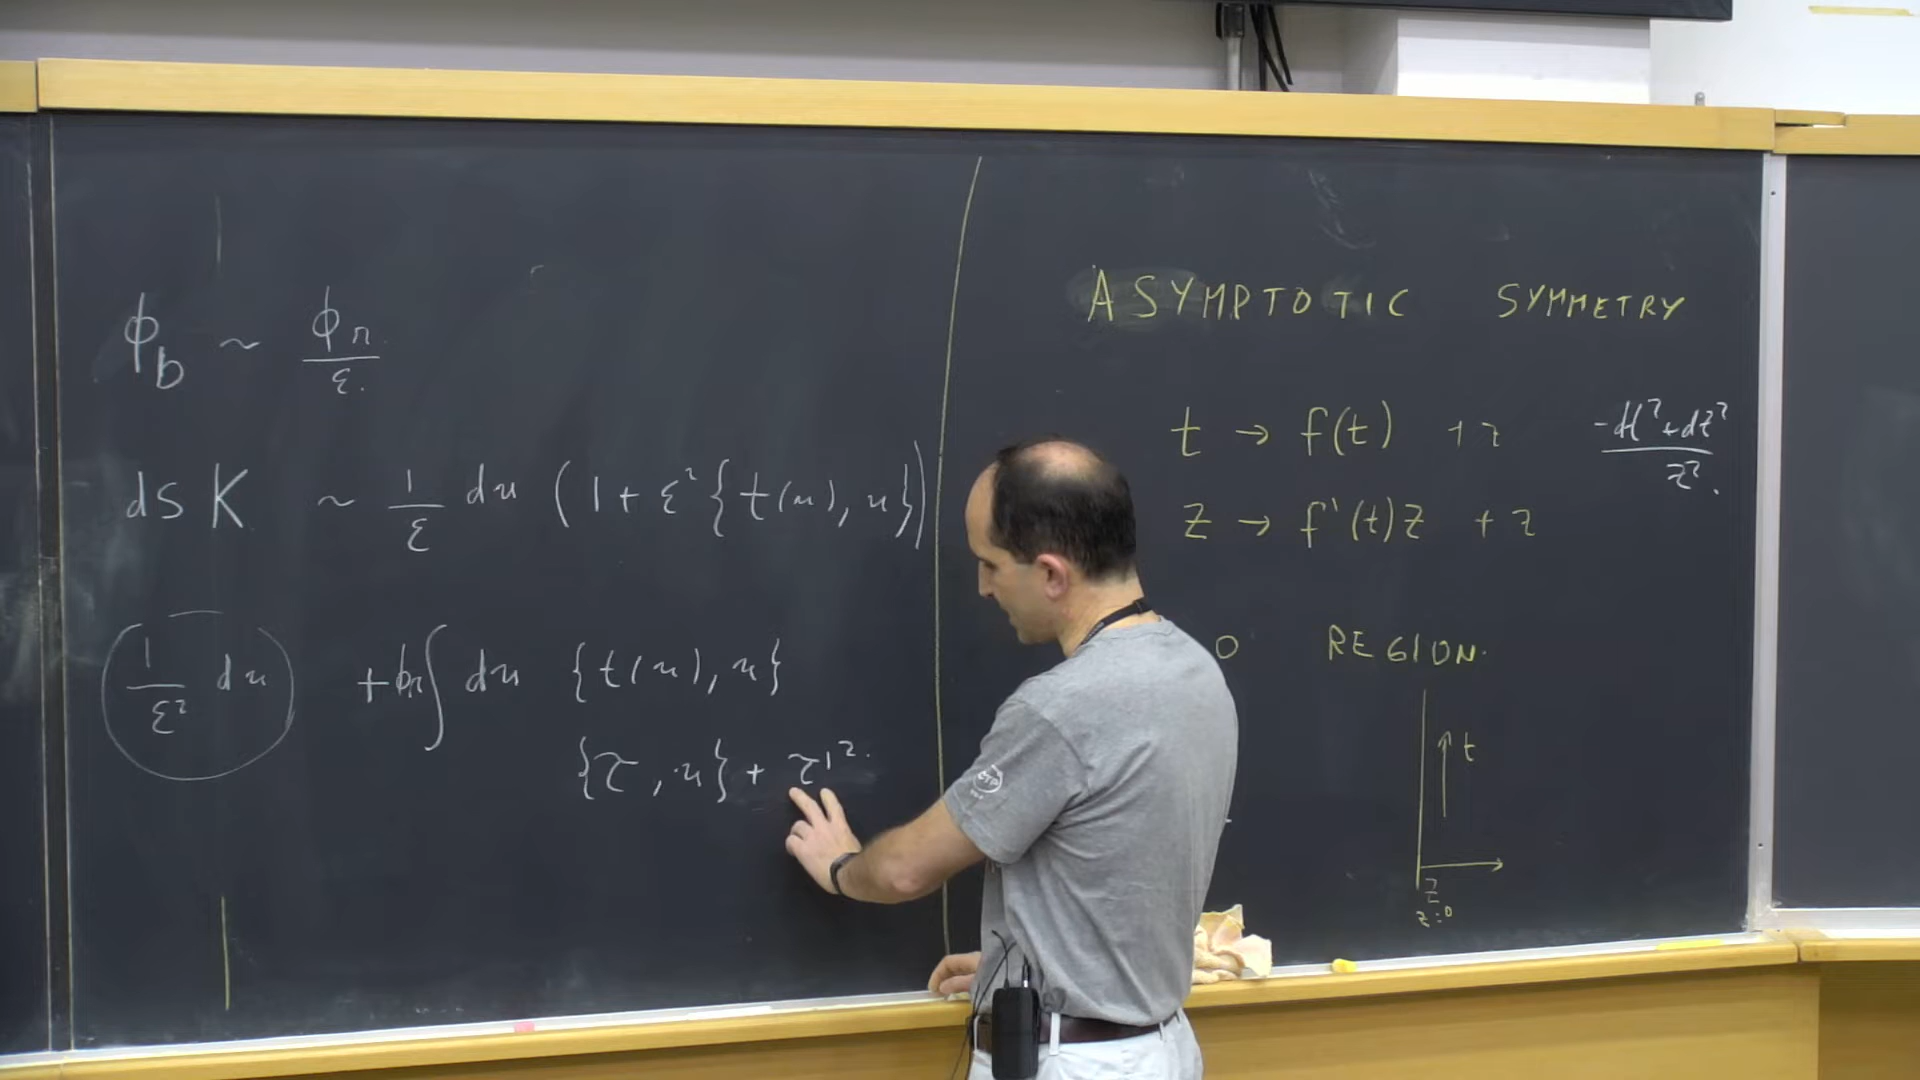 ϕ_b ~ ϕ_r / ε.
ds K ~ 1/ε du (1 + ε² {t(u), u})
1/ε² du + ϕ_r ∫ du {t(u), u}
{τ, u} + τ'².
ASYMPTOTIC SYMMETRY
t → f(t) + z
-dt² + dz² / z².
z → f'(t)z + z
O REGION.
t
z
z=0
CTP